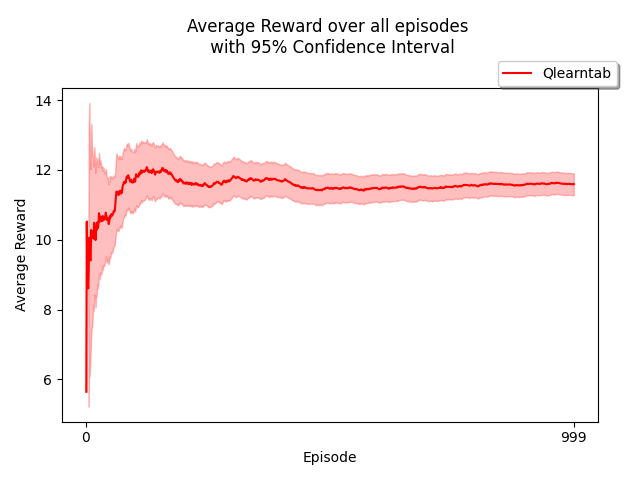 Average Reward over all episodes
with 95% Confidence Interval
Qlearntab
14
12
10
8
6
Average Reward
0
999
Episode